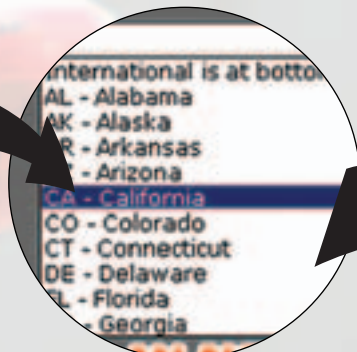 International is at
AL - Alabama
AK - Alaska
- Arkansas
- Arizona
CA - California
CO - Colorado
CT - Connecticut
DE - Delaware
- Florida
- Georgia